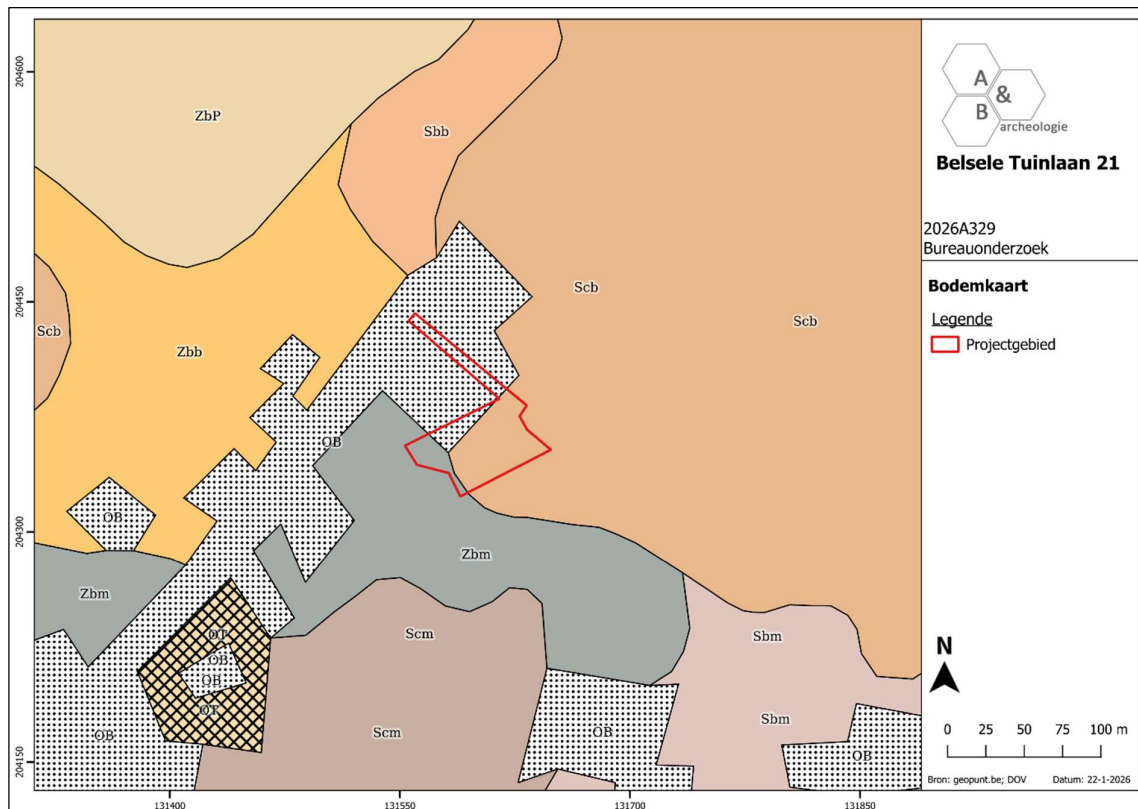 204600
204450
204300
204150
131400
131550
131700
131850
ZbP
Sbb
Scb
Scb
Scb
Zbb
OB
OB
Zbm
Zbm
OT
OB
OB
OT
OB
Scm
Scm
Sbm
Sbm
OB
OB
A
&
B
archeologie
Belsele Tuinlaan 21
2026A329
Bureauonderzoek
Bodemkaart
Legende
Projectgebied
N
0 25 50 75 100 m
Bron: geopunt.be; DOV Datum: 22-1-2026